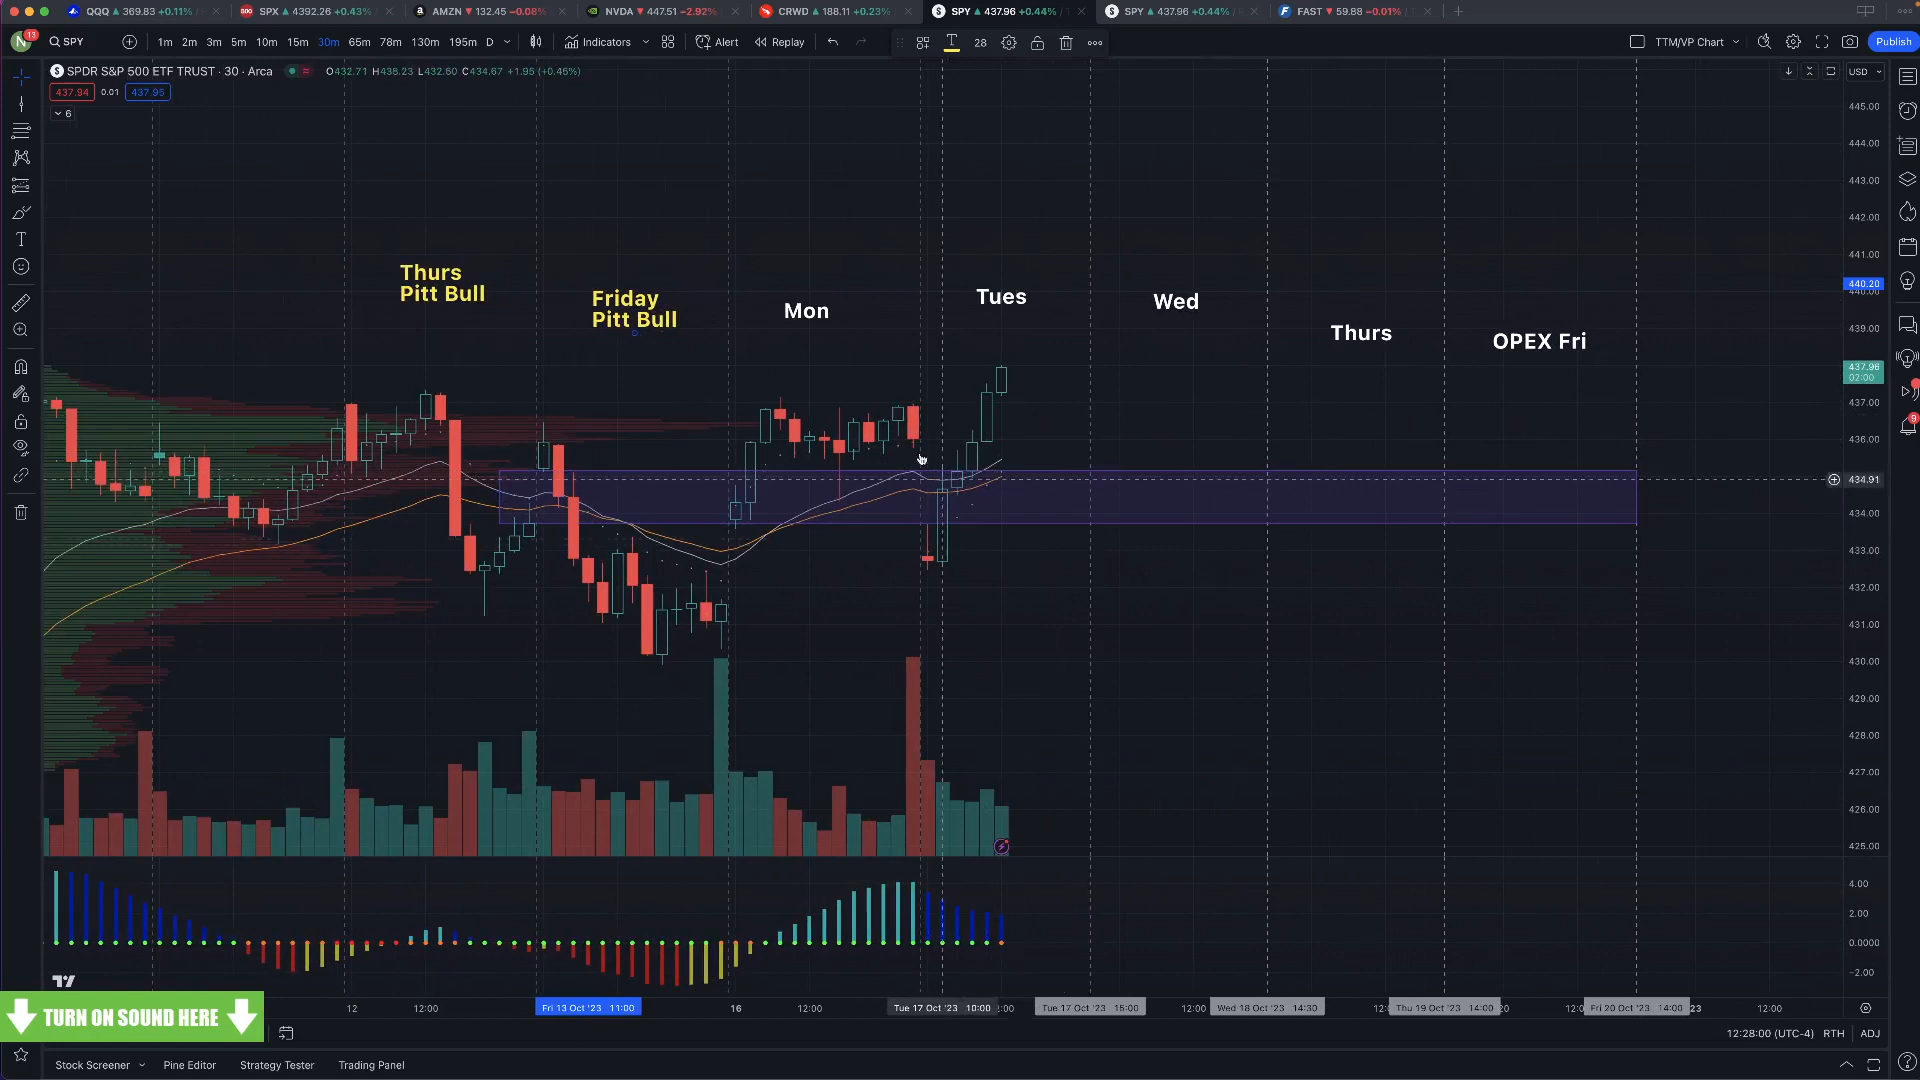 QQQ ▲ 369.83 +0.11% /
SPX ▲ 4392.26 +0.43% /
AMZN ▼ 132.45 −0.08%
NVDA ▼ 447.51 −2.92%
CRWD ▲ 188.11 +0.23%
SPY ▲ 437.96 +0.44% /
SPY ▲ 437.96 +0.44% /
FAST ▼ 59.88 −0.01% /
N 13 SPY 1m 2m 3m 5m 10m 15m 30m 65m 78m 130m 195m D Indicators Alert Replay 28 TTM/VP Chart Publish
SPDR S&P 500 ETF TRUST · 30 · Arca O432.71 H438.23 L432.60 C434.67 +1.95 (+0.45%)
USD
437.94 0.01 437.95
6
445.00
444.00
443.00
442.00
441.00
440.20
439.00
437.96
02:00
437.00
436.00
434.91
434.00
433.00
432.00
431.00
430.00
429.00
428.00
427.00
426.00
425.00
4.00
2.00
0.0000
−2.00
9
Thurs
Pitt Bull
Friday
Pitt Bull
Mon
Tues
Wed
Thurs
OPEX Fri
12 12:00 Fri 13 Oct '23 11:00 16 12:00 Tue 17 Oct '23 10:00 Tue 17 Oct '23 15:00 12:00 Wed 18 Oct '23 14:30 Thu 19 Oct '23 14:00 Fri 20 Oct '23 14:00 23 12:00
TURN ON SOUND HERE
12:28:00 (UTC-4) RTH ADJ
Stock Screener Pine Editor Strategy Tester Trading Panel